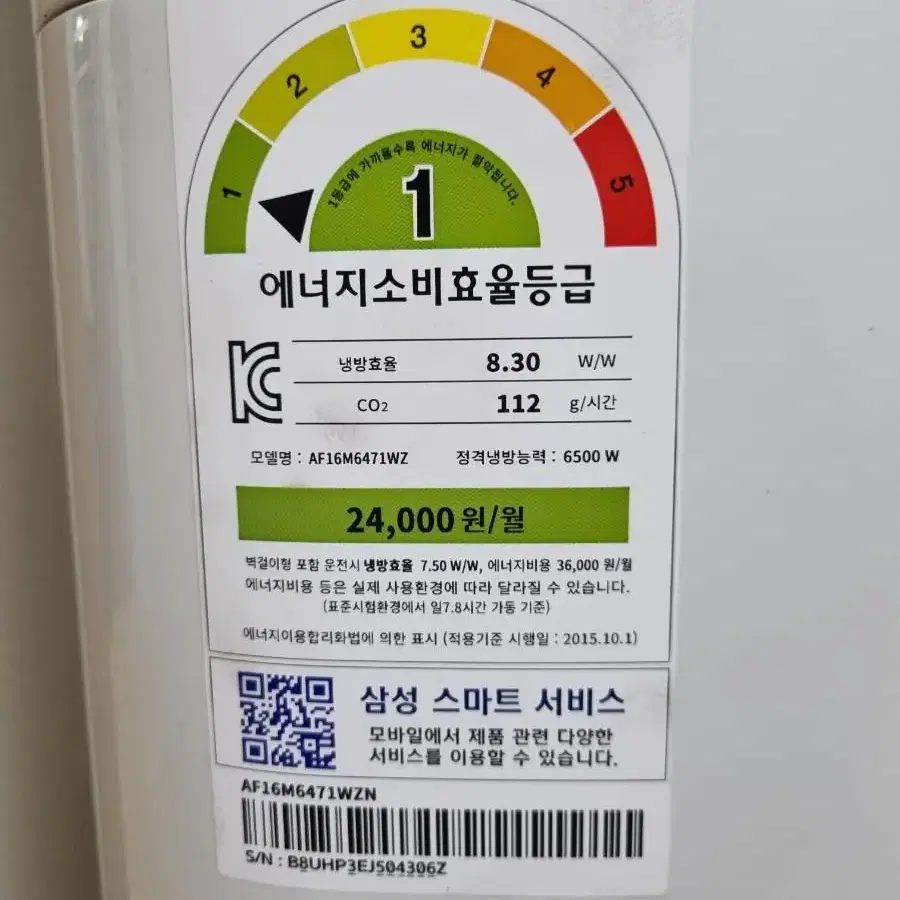 1 2 3 4 5
1등급에 가까울수록 에너지가 절약됩니다.
1
에너지소비효율등급
냉방효율 8.30 W/W
CO₂ 112 g/시간
모델명 : AF16M6471WZ 정격냉방능력 : 6500 W
24,000 원/월
벽걸이형 포함 운전시 냉방효율 7.50 W/W, 에너지비용 36,000 원/월
에너지비용 등은 실제 사용환경에 따라 달라질 수 있습니다.
(표준시험환경에서 일7.8시간 가동 기준)
에너지이용합리화법에 의한 표시 (적용기준 시행일 : 2015.10.1)
삼성 스마트 서비스
모바일에서 제품 관련 다양한
서비스를 이용할 수 있습니다.
AF16M6471WZN
S/N : B8UHP3EJ504306Z